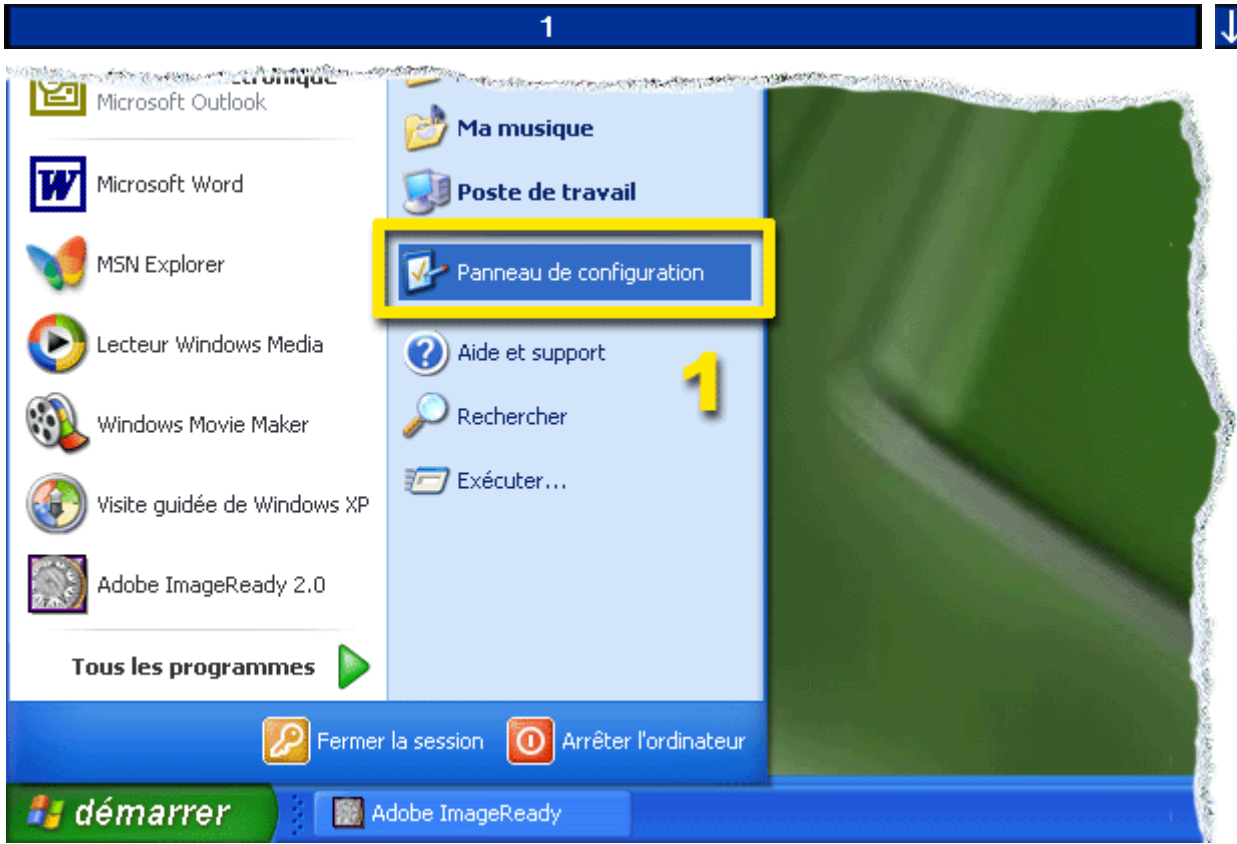 1
Microsoft Outlook
Microsoft Word
MSN Explorer
Lecteur Windows Media
Windows Movie Maker
Visite guidée de Windows XP
Adobe ImageReady 2.0
Tous les programmes
Ma musique
Poste de travail
Panneau de configuration
Aide et support
1
Rechercher
Exécuter...
Fermer la session
Arrêter l'ordinateur
démarrer
Adobe ImageReady